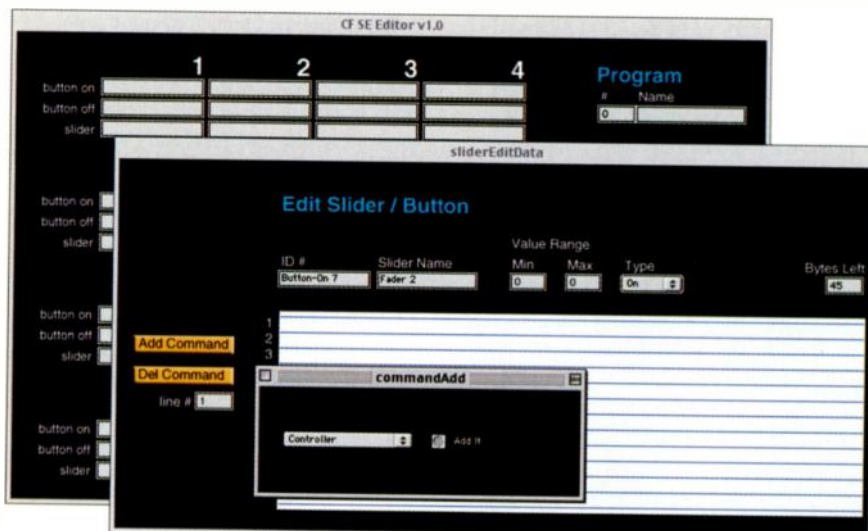 CF SE Editor v1.0
1 2 3 4
button on
button off
slider
Program
# Name
0
sliderEditData
button on
button off
slider
Edit Slider / Button
Value Range
ID # Slider Name Min Max Type Bytes Left
Button-On 7 Fader 2 0 0 On 45
button on
button off
slider
1
2
3
Add Command
Del Command
line # 1
commandAdd
Controller Add It
button on
button off
slider